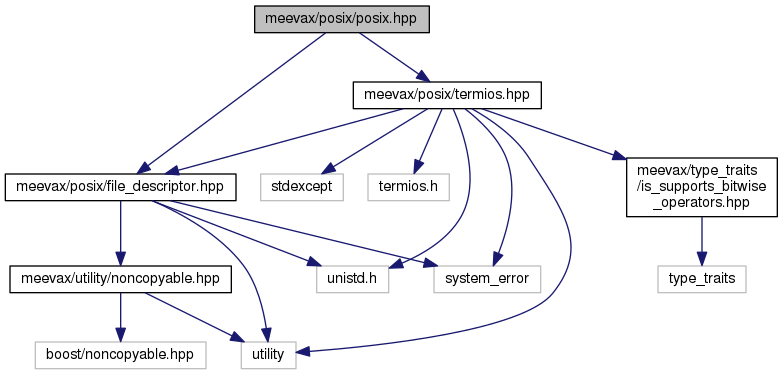 meevax/posix/posix.hpp
meevax/posix/termios.hpp
meevax/posix/file_descriptor.hpp
stdexcept
termios.h
meevax/type_traits
/is_supports_bitwise
_operators.hpp
meevax/utility/noncopyable.hpp
unistd.h
system_error
type_traits
boost/noncopyable.hpp
utility